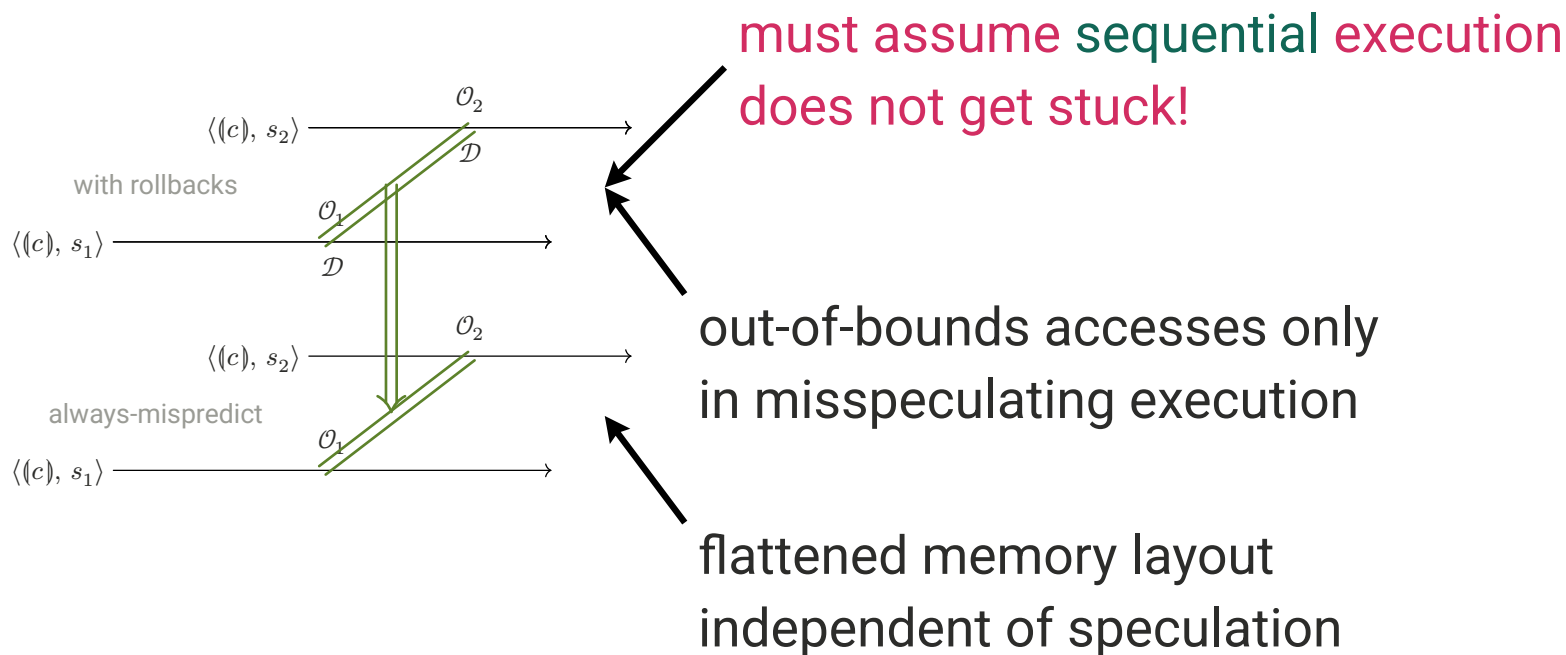 must assume sequential execution
does not get stuck!
𝒪₂
⟨⦇c⦈, s₂⟩
𝒟
with rollbacks
𝒪₁
⟨⦇c⦈, s₁⟩
𝒟
out-of-bounds accesses only
in misspeculating execution
𝒪₂
⟨⦇c⦈, s₂⟩
always-mispredict
𝒪₁
⟨⦇c⦈, s₁⟩
flattened memory layout
independent of speculation